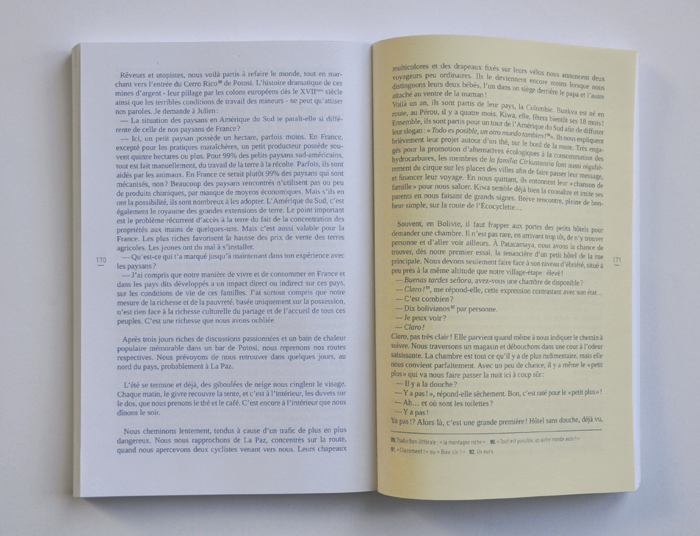 Rêveurs et utopistes, nous voilà partis à refaire le monde, tout en mar-
chant vers l'entrée du Cerro Rico⁸⁹ de Potosí. L'histoire dramatique de ces
mines d'argent - leur pillage par les colons européens dès le XVIIᵉᵐᵉ siècle
ainsi que les terribles conditions de travail des mineurs - ne peut qu'attiser
nos paroles. Je demande à Julien :
— La situation des paysans en Amérique du Sud te paraît-elle si diffé-
rente de celle de nos paysans de France ?
— Ici, un petit paysan possède un hectare, parfois moins. En France,
excepté pour les pratiques maraîchères, un petit producteur possède sou-
vent quinze hectares ou plus. Pour 99% des petits paysans sud-américains,
tout est fait manuellement, du travail de la terre à la récolte. Parfois, ils sont
aidés par les animaux. En France ce serait plutôt 99% des paysans qui sont
mécanisés, non ? Beaucoup des paysans rencontrés n'utilisent pas ou peu
de produits chimiques, par manque de moyens économiques. Mais s'ils en
ont la possibilité, ils sont nombreux à les adopter. L'Amérique du Sud, c'est
également le royaume des grandes extensions de terre. Le point important
est le problème récurrent d'accès à la terre du fait de la concentration des
propriétés aux mains de quelques-uns. Mais c'est aussi valable pour la
France. Les plus riches favorisent la hausse des prix de vente des terres
agricoles. Les jeunes ont du mal à s'installer.
— Qu'est-ce qui t'a marqué jusqu'à maintenant dans ton expérience avec
les paysans ?
— J'ai compris que notre manière de vivre et de consommer en France et
dans les pays dits développés a un impact direct ou indirect sur ces pays,
sur les conditions de vie de ces familles. J'ai surtout compris que notre
mesure de la richesse et de la pauvreté, basée uniquement sur la possession,
n'est rien face à la richesse culturelle du partage et de l'accueil de tous ces
peuples. C'est une richesse que nous avons oubliée.
Après trois jours riches de discussions passionnées et un bain de chaleur
populaire mémorable dans un bar de Potosí, nous reprenons nos routes
respectives. Nous prévoyons de nous retrouver dans quelques jours, au
nord du pays, probablement à La Paz.
L'été se termine et déjà, des giboulées de neige nous cinglent le visage.
Chaque matin, le givre recouvre la tente, et c'est à l'intérieur, les duvets sur
le dos, que nous prenons le thé et le café. C'est encore à l'intérieur que nous
dînons le soir.
Nous cheminons lentement, tendus à cause d'un trafic de plus en plus
dangereux. Nous nous rapprochons de La Paz, concentrés sur la route,
quand nous apercevons deux cyclistes venant vers nous. Leurs chapeaux
170
multicolores et des drapeaux fixés sur leurs vélos nous annoncent deux
voyageurs peu ordinaires. Ils le deviennent encore moins lorsque nous
distinguons leurs deux bébés, l'un dans un siège derrière le papa et l'autre
attaché au ventre de la maman !
Voilà un an, ils sont partis de leur pays, la Colombie. Bunkva est né en
route, au Pérou, il y a quatre mois. Kiwa, elle, fêtera bientôt ses 18 mois !
Ensemble, ils sont partis pour un tour de l'Amérique du Sud afin de diffuser
leur slogan : « Todo es posible, un otro mundo tambien !⁹⁰». Ils nous expliquent
brièvement leur projet autour d'un thé, sur le bord de la route. Très enga-
gés pour la promotion d'alternatives écologiques à la consommation des
hydrocarbures, les membres de la familia font aussi réguliè-
rement du cirque sur les places des villes afin de faire passer leur message,
et financer leur voyage. En nous quittant, ils entonnent leur « chanson de
famille » pour nous saluer. Kiwa semble déjà bien la connaître et imite ses
parents en nous faisant de grands signes. Brève rencontre, pleine de bon-
heur simple, sur la route de l'Écocyclette...
Souvent, en Bolivie, il faut frapper aux portes des petits hôtels pour
demander une chambre. Il n'est pas rare, en arrivant trop tôt, de n'y trouver
personne et d'aller voir ailleurs. À Patacamaya, nous avons la chance de
trouver, dès notre premier essai, la tenancière d'un petit hôtel de la rue
principale. Nous devons seulement faire face à son niveau d'ébriété, situé à
peu près à la même altitude que notre village-étape : élevé !
— Buenas tardes señora, avez-vous une chambre de disponible ?
— Claro !⁹¹, me répond-elle, cette expression contrastant avec son état...
— C'est combien ?
— Dix bolivianos⁹² par personne.
— Je peux voir ?
— Claro !
Claro, pas très clair ! Elle parvient quand même à nous indiquer le chemin à
suivre. Nous traversons un magasin et débouchons dans une cour à l'odeur
saisissante. La chambre est tout ce qu'il y a de plus rudimentaire, mais elle
nous convient parfaitement. Avec un peu de chance, il y a même le «petit
plus» qui va nous faire passer la nuit ici à coup sûr :
— Il y a la douche ?
— Y a pas ! », répond-elle sèchement. Bon, c'est raté pour le «petit plus» !
— Ah... et où sont les toilettes ?
— Y a pas !
Ya pas !? Alors là, c'est une grande première ! Hôtel sans douche, déjà vu,
89. Traduction littérale : « la montagne riche » 90. « Tout est possible, un autre monde aussi ! »
91. « Clairement ! » ou « Bien sûr ! » 92. Un euro
171